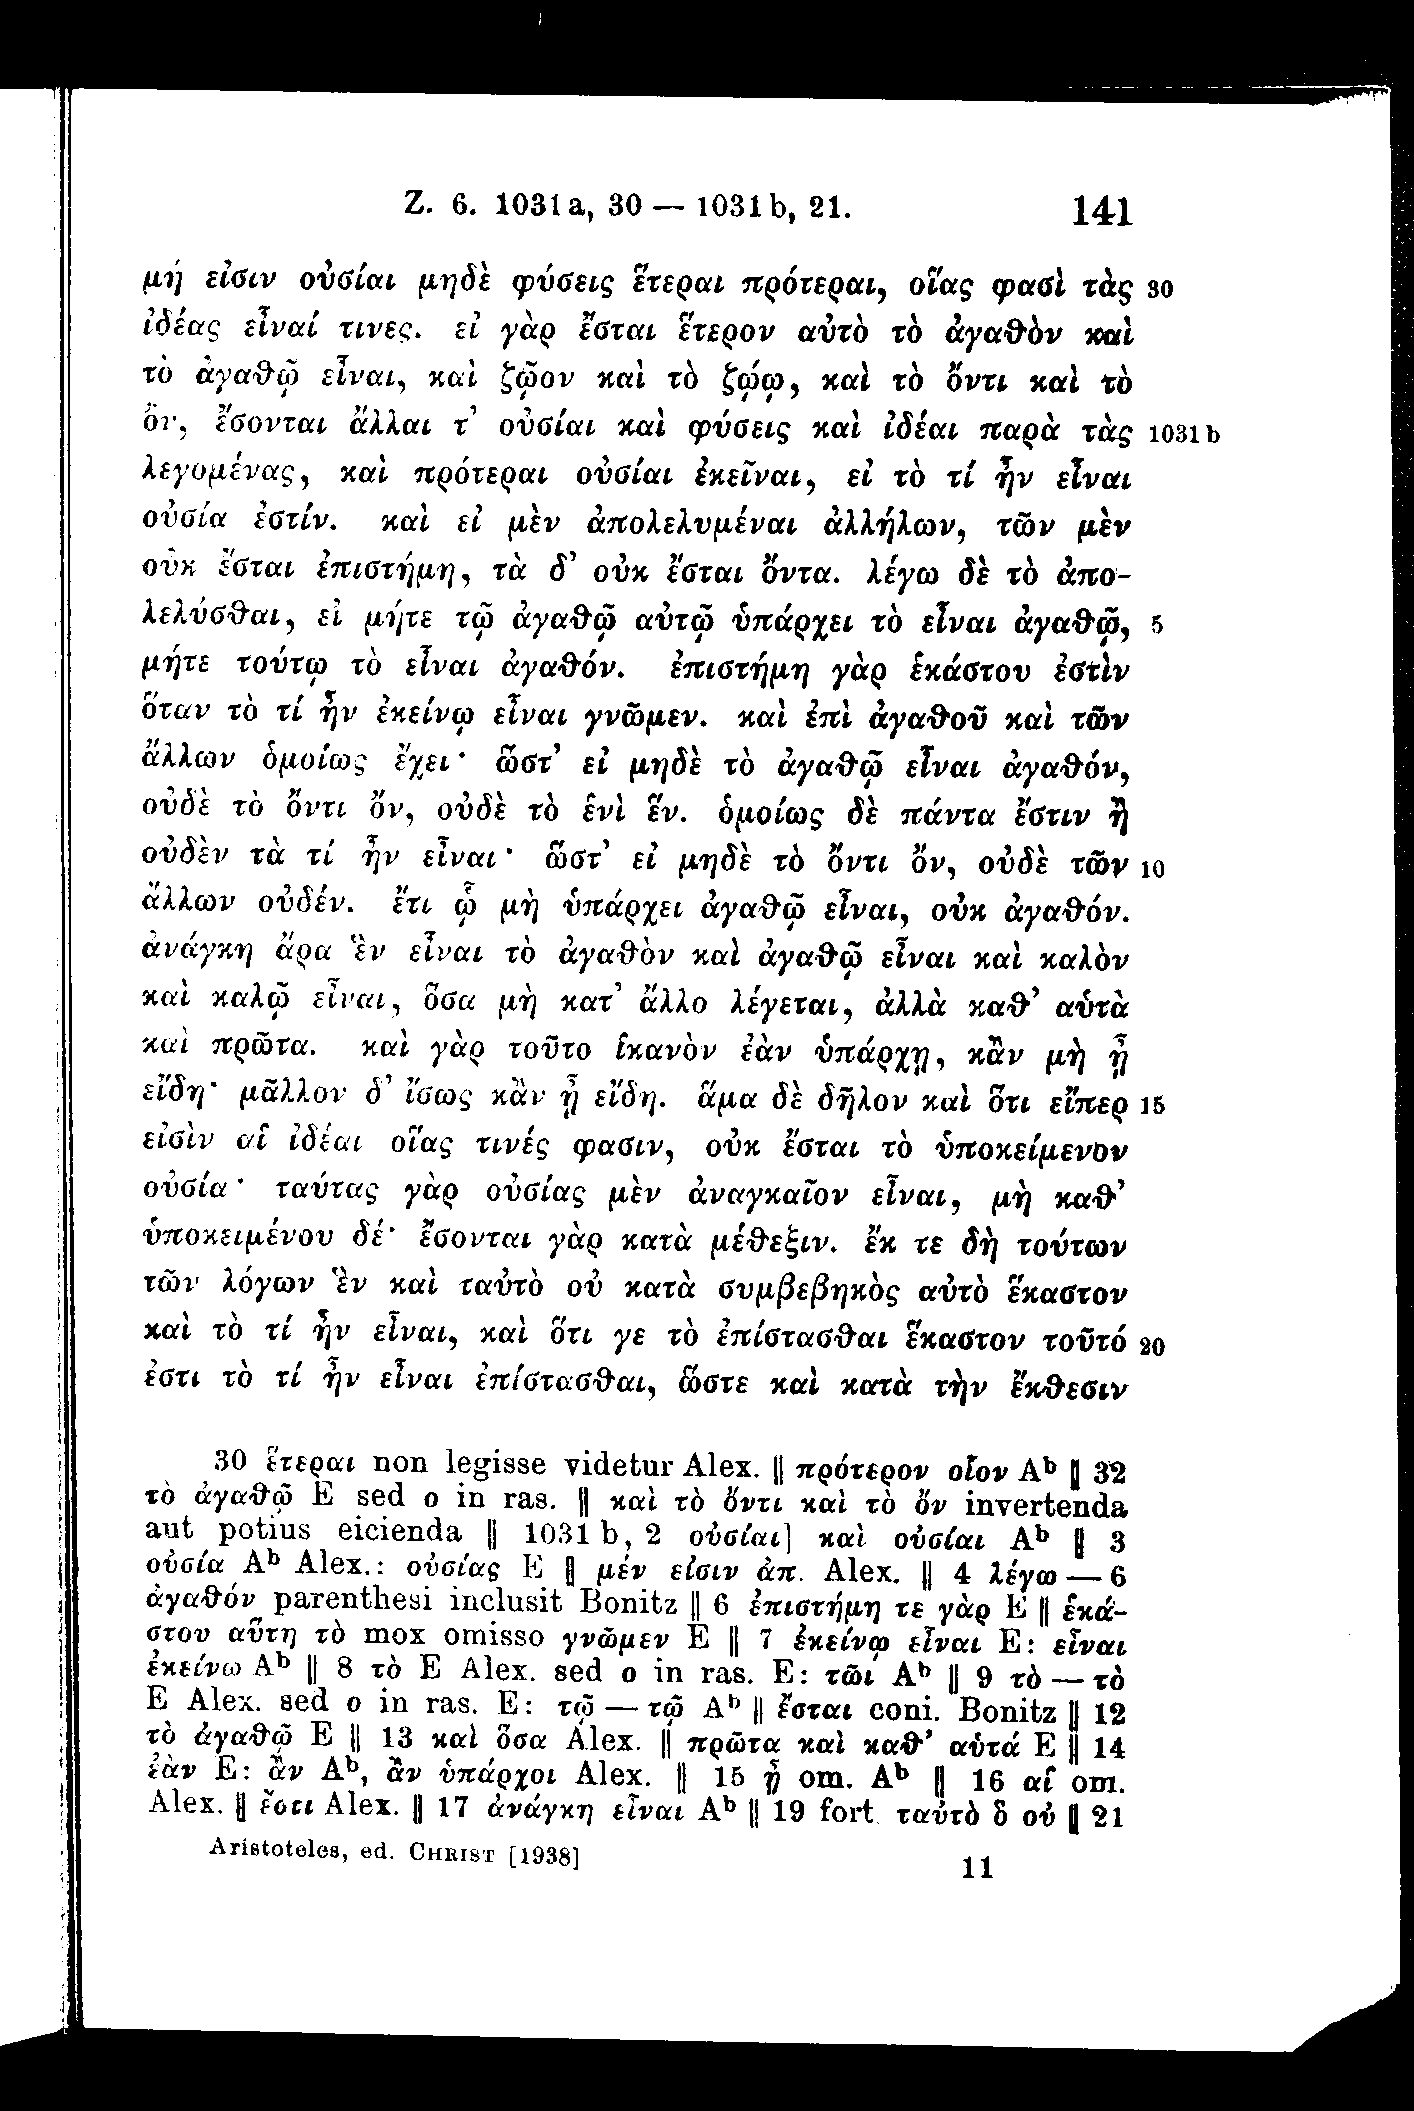 Z. 6. 1031a, 30 — 1031b, 21. 141
μή εἰσιν οὐσίαι μηδὲ φύσεις ἕτεραι πρότεραι, οἵας φασὶ τὰς 30
ἰδέας εἶναί τινες. εἰ γὰρ ἔσται ἕτερον αὐτὸ τὸ ἀγαθὸν καὶ
τὸ ἀγαθῷ εἶναι, καὶ ζῷον καὶ τὸ ζῴῳ, καὶ τὸ ὄντι καὶ τὸ
ὄν, ἔσονται ἄλλαι τ’ οὐσίαι καὶ φύσεις καὶ ἰδέαι παρὰ τὰς 1031b
λεγομένας, καὶ πρότεραι οὐσίαι ἐκεῖναι, εἰ τὸ τί ἦν εἶναι
οὐσία ἐστίν. καὶ εἰ μὲν ἀπολελυμέναι ἀλλήλων, τῶν μὲν
οὐκ ἔσται ἐπιστήμη, τὰ δ’ οὐκ ἔσται ὄντα. λέγω δὲ τὸ ἀπο-
λελύσθαι, εἰ μήτε τῷ ἀγαθῷ αὐτῷ ὑπάρχει τὸ εἶναι ἀγαθῷ, 5
μήτε τούτῳ τὸ εἶναι ἀγαθόν. ἐπιστήμη γὰρ ἑκάστου ἐστὶν
ὅταν τὸ τί ἦν ἐκείνῳ εἶναι γνῶμεν. καὶ ἐπὶ ἀγαθοῦ καὶ τῶν
ἄλλων ὁμοίως ἔχει· ὥστ’ εἰ μηδὲ τὸ ἀγαθῷ εἶναι ἀγαθόν,
οὐδὲ τὸ ὄντι ὄν, οὐδὲ τὸ ἑνὶ ἕν. ὁμοίως δὲ πάντα ἔστιν ἢ
οὐδὲν τὰ τί ἦν εἶναι· ὥστ’ εἰ μηδὲ τὸ ὄντι ὄν, οὐδὲ τῶν 10
ἄλλων οὐδέν. ἔτι ᾧ μὴ ὑπάρχει ἀγαθῷ εἶναι, οὐκ ἀγαθόν.
ἀνάγκη ἄρα ἓν εἶναι τὸ ἀγαθὸν καὶ ἀγαθῷ εἶναι καὶ καλὸν
καὶ καλῷ εἶναι, ὅσα μὴ κατ’ ἄλλο λέγεται, ἀλλὰ καθ’ αὑτὰ
καὶ πρῶτα. καὶ γὰρ τοῦτο ἱκανὸν ἐὰν ὑπάρχῃ, κἂν μὴ ᾖ
εἴδη· μᾶλλον δ’ ἴσως κἂν ᾖ εἴδη. ἅμα δὲ δῆλον καὶ ὅτι εἴπερ 15
εἰσὶν αἱ ἰδέαι οἵας τινές φασιν, οὐκ ἔσται τὸ ὑποκείμενον
οὐσία· ταύτας γὰρ οὐσίας μὲν ἀναγκαῖον εἶναι, μὴ καθ’
ὑποκειμένου δέ· ἔσονται γὰρ κατὰ μέθεξιν. ἔκ τε δὴ τούτων
τῶν λόγων ἓν καὶ ταὐτὸ οὐ κατὰ συμβεβηκὸς αὐτὸ ἕκαστον
καὶ τὸ τί ἦν εἶναι, καὶ ὅτι γε τὸ ἐπίστασθαι ἕκαστον τοῦτό 20
ἐστι τὸ τί ἦν εἶναι ἐπίστασθαι, ὥστε καὶ κατὰ τὴν ἔκθεσιν
30 ἕτεραι non legisse videtur Alex. || πρότερον οἷον Aᵇ || 32
τὸ ἀγαθῷ E sed ο in ras. || καὶ τὸ ὄντι καὶ τὸ ὄν invertenda
aut potius eicienda || 1031b, 2 οὐσίαι] καὶ οὐσίαι Aᵇ || 3
οὐσία Aᵇ Alex.: οὐσίας E || μέν εἰσιν ἀπ. Alex. || 4 λέγω — 6
ἀγαθόν parenthesi inclusit Bonitz || 6 ἐπιστήμη τε γὰρ E || ἑκά-
στου αὕτη τὸ mox omisso γνῶμεν E || 7 ἐκείνῳ εἶναι E: εἶναι
ἐκείνω Aᵇ || 8 τὸ E Alex. sed ο in ras. E: τῶι Aᵇ || 9 τὸ — τὸ
E Alex. sed ο in ras. E: τῷ — τῷ Aᵇ || ἔσται coni. Bonitz || 12
τὸ ἀγαθῷ E || 13 καὶ ὅσα Alex. || πρῶτα καὶ καθ’ αὑτά E || 14
ἐὰν E: ἂν Aᵇ, ἂν ὑπάρχοι Alex. || 15 ᾖ om. Aᵇ || 16 αἱ om.
Alex. || ἔστι Alex. || 17 ἀνάγκη εἶναι Aᵇ || 19 fort. ταὐτὸ ὃ οὐ || 21
Aristoteles, ed. CHRIST [1938] 11